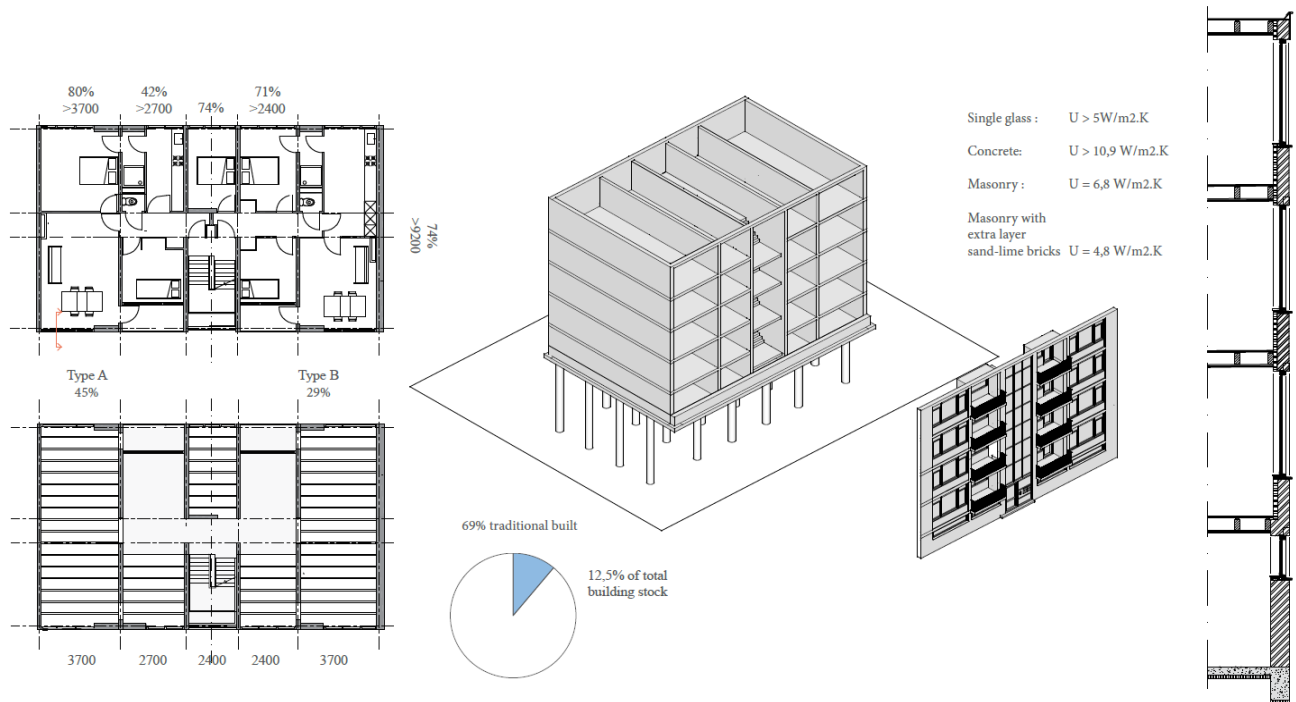 80%
>3700
42%
>2700
74%
71%
>2400
74%
>9200
Type A
45%
Type B
29%
3700
2700
2400
2400
3700
69% traditional built
12,5% of total
building stock
Single glass : U > 5W/m2.K
Concrete: U > 10,9 W/m2.K
Masonry : U = 6,8 W/m2.K
Masonry with
extra layer
sand-lime bricks U = 4,8 W/m2.K